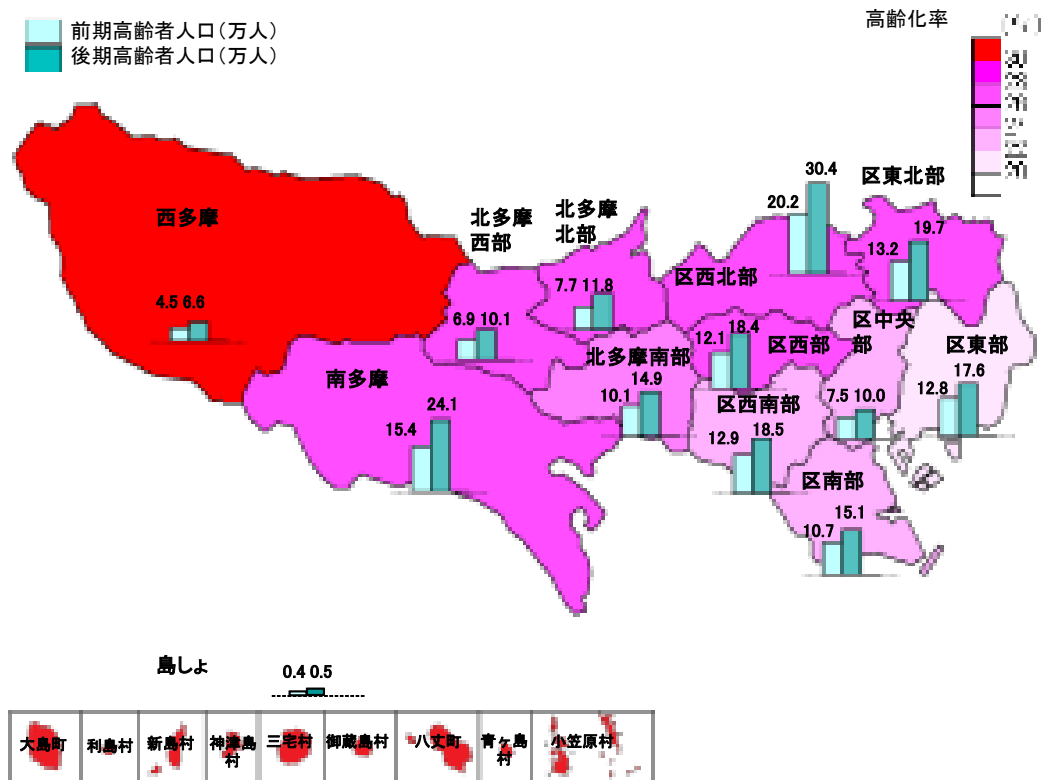 前期高齢者人口(万人)
後期高齢者人口(万人)
高齢化率
西多摩
4.5 6.6
北多摩
西部
6.9 10.1
北多摩
北部
7.7 11.8
区西北部
20.2 30.4
区東北部
13.2 19.7
南多摩
15.4 24.1
北多摩南部
10.1 14.9
区西部
12.1 18.4
区中央
部
7.5 10.0
区東部
12.8 17.6
区西南部
12.9 18.5
区南部
10.7 15.1
島しょ
0.4 0.5
大島町
利島村
新島村
神津島
村
三宅村
御蔵島村
八丈町
青ヶ島
村
小笠原村